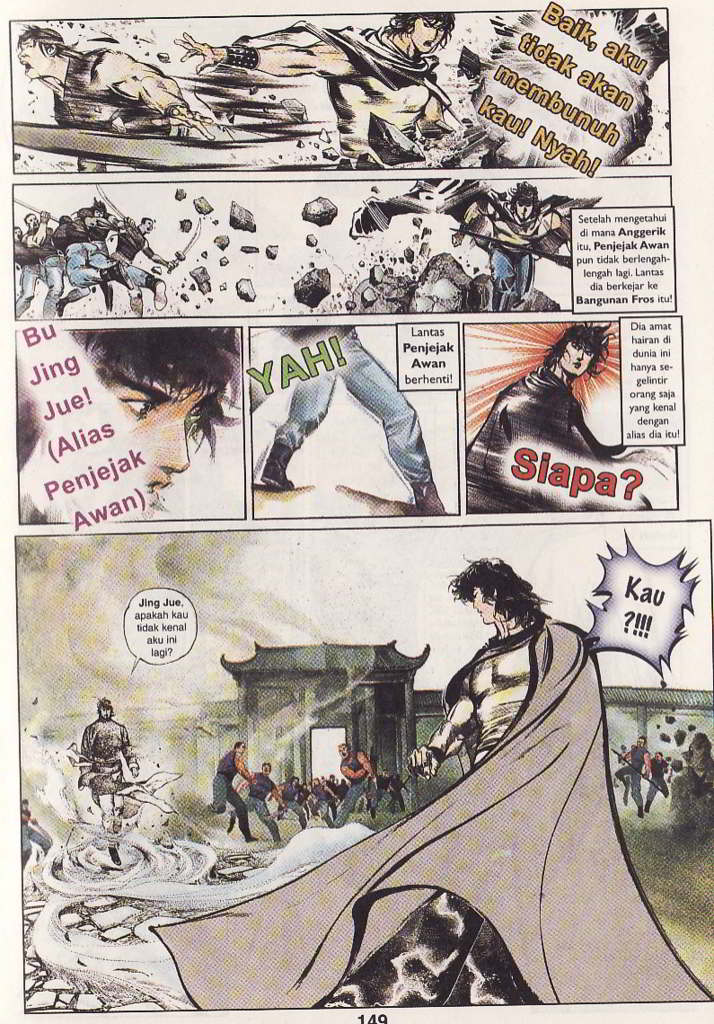 Baik, aku
tidak akan
membunuh
kau! Nyah!
Setelah mengetahui
di mana Anggerik
itu, Penjejak Awan
pun tidak berlengah-
lengah lagi. Lantas
dia berkejar ke
Bangunan Fros itu!
Bu
Jing
Jue!
(Alias
Penjejak
Awan)
YAH!
Lantas
Penjejak
Awan
berhenti!
Dia amat
hairan di
dunia ini
hanya se-
gelintir
orang saja
yang kenal
dengan
alias dia itu!
Siapa?
Jing Jue,
apakah kau
tidak kenal
aku ini
lagi?
Kau
?!!!
149